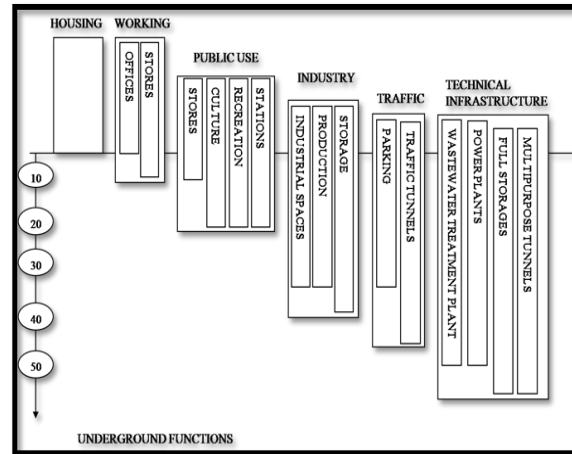 HOUSING
WORKING
OFFICES
STORES
PUBLIC USE
STORES
CULTURE
RECREATION
STATIONS
INDUSTRY
INDUSTRIAL SPACES
PRODUCTION
STORAGE
TRAFFIC
PARKING
TRAFFIC TUNNELS
TECHNICAL
INFRASTRUCTURE
WASTEWATER TREATMENT PLANT
POWER PLANTS
FULL STORAGES
MULTIPURPOSE TUNNELS
10
20
30
40
50
UNDERGROUND FUNCTIONS